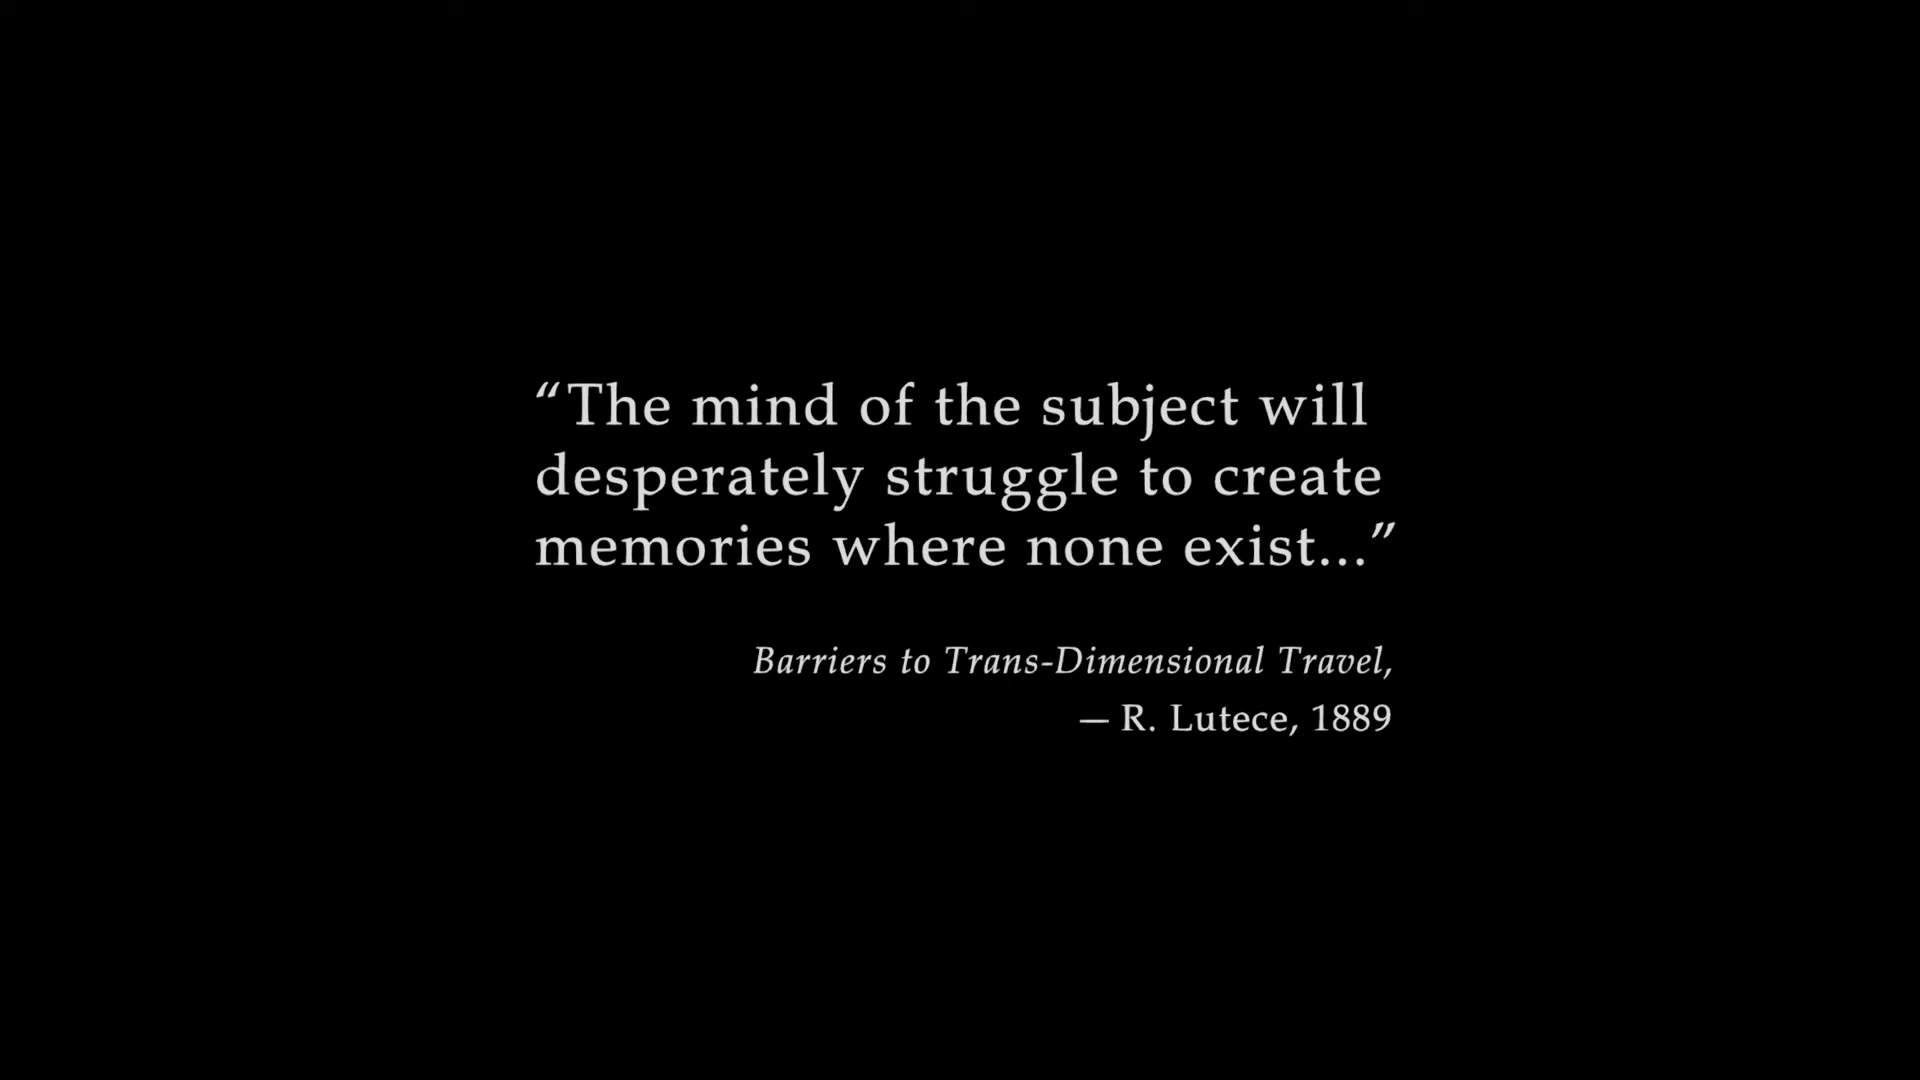 “The mind of the subject will
desperately struggle to create
memories where none exist...”
Barriers to Trans-Dimensional Travel,
— R. Lutece, 1889